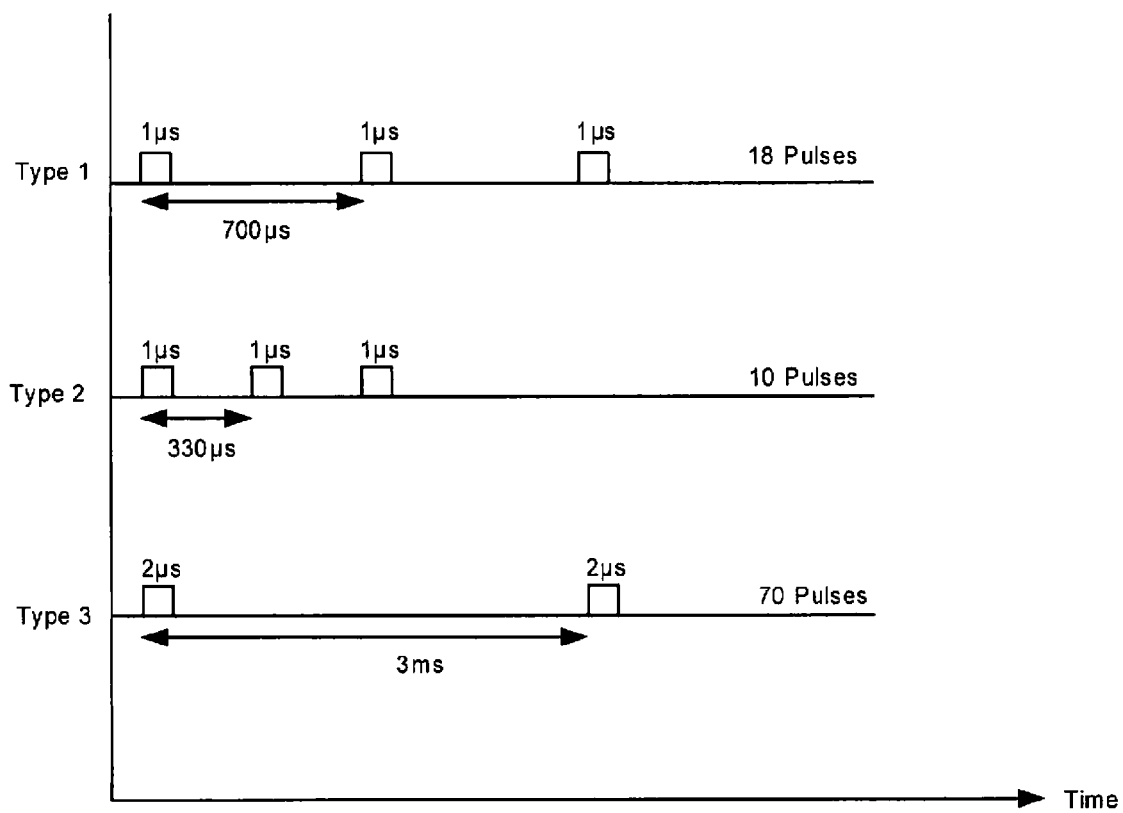 1μs 1μs 1μs
Type 1 18 Pulses
700μs
1μs 1μs 1μs
Type 2 10 Pulses
330μs
2μs 2μs
Type 3 70 Pulses
3ms
Time